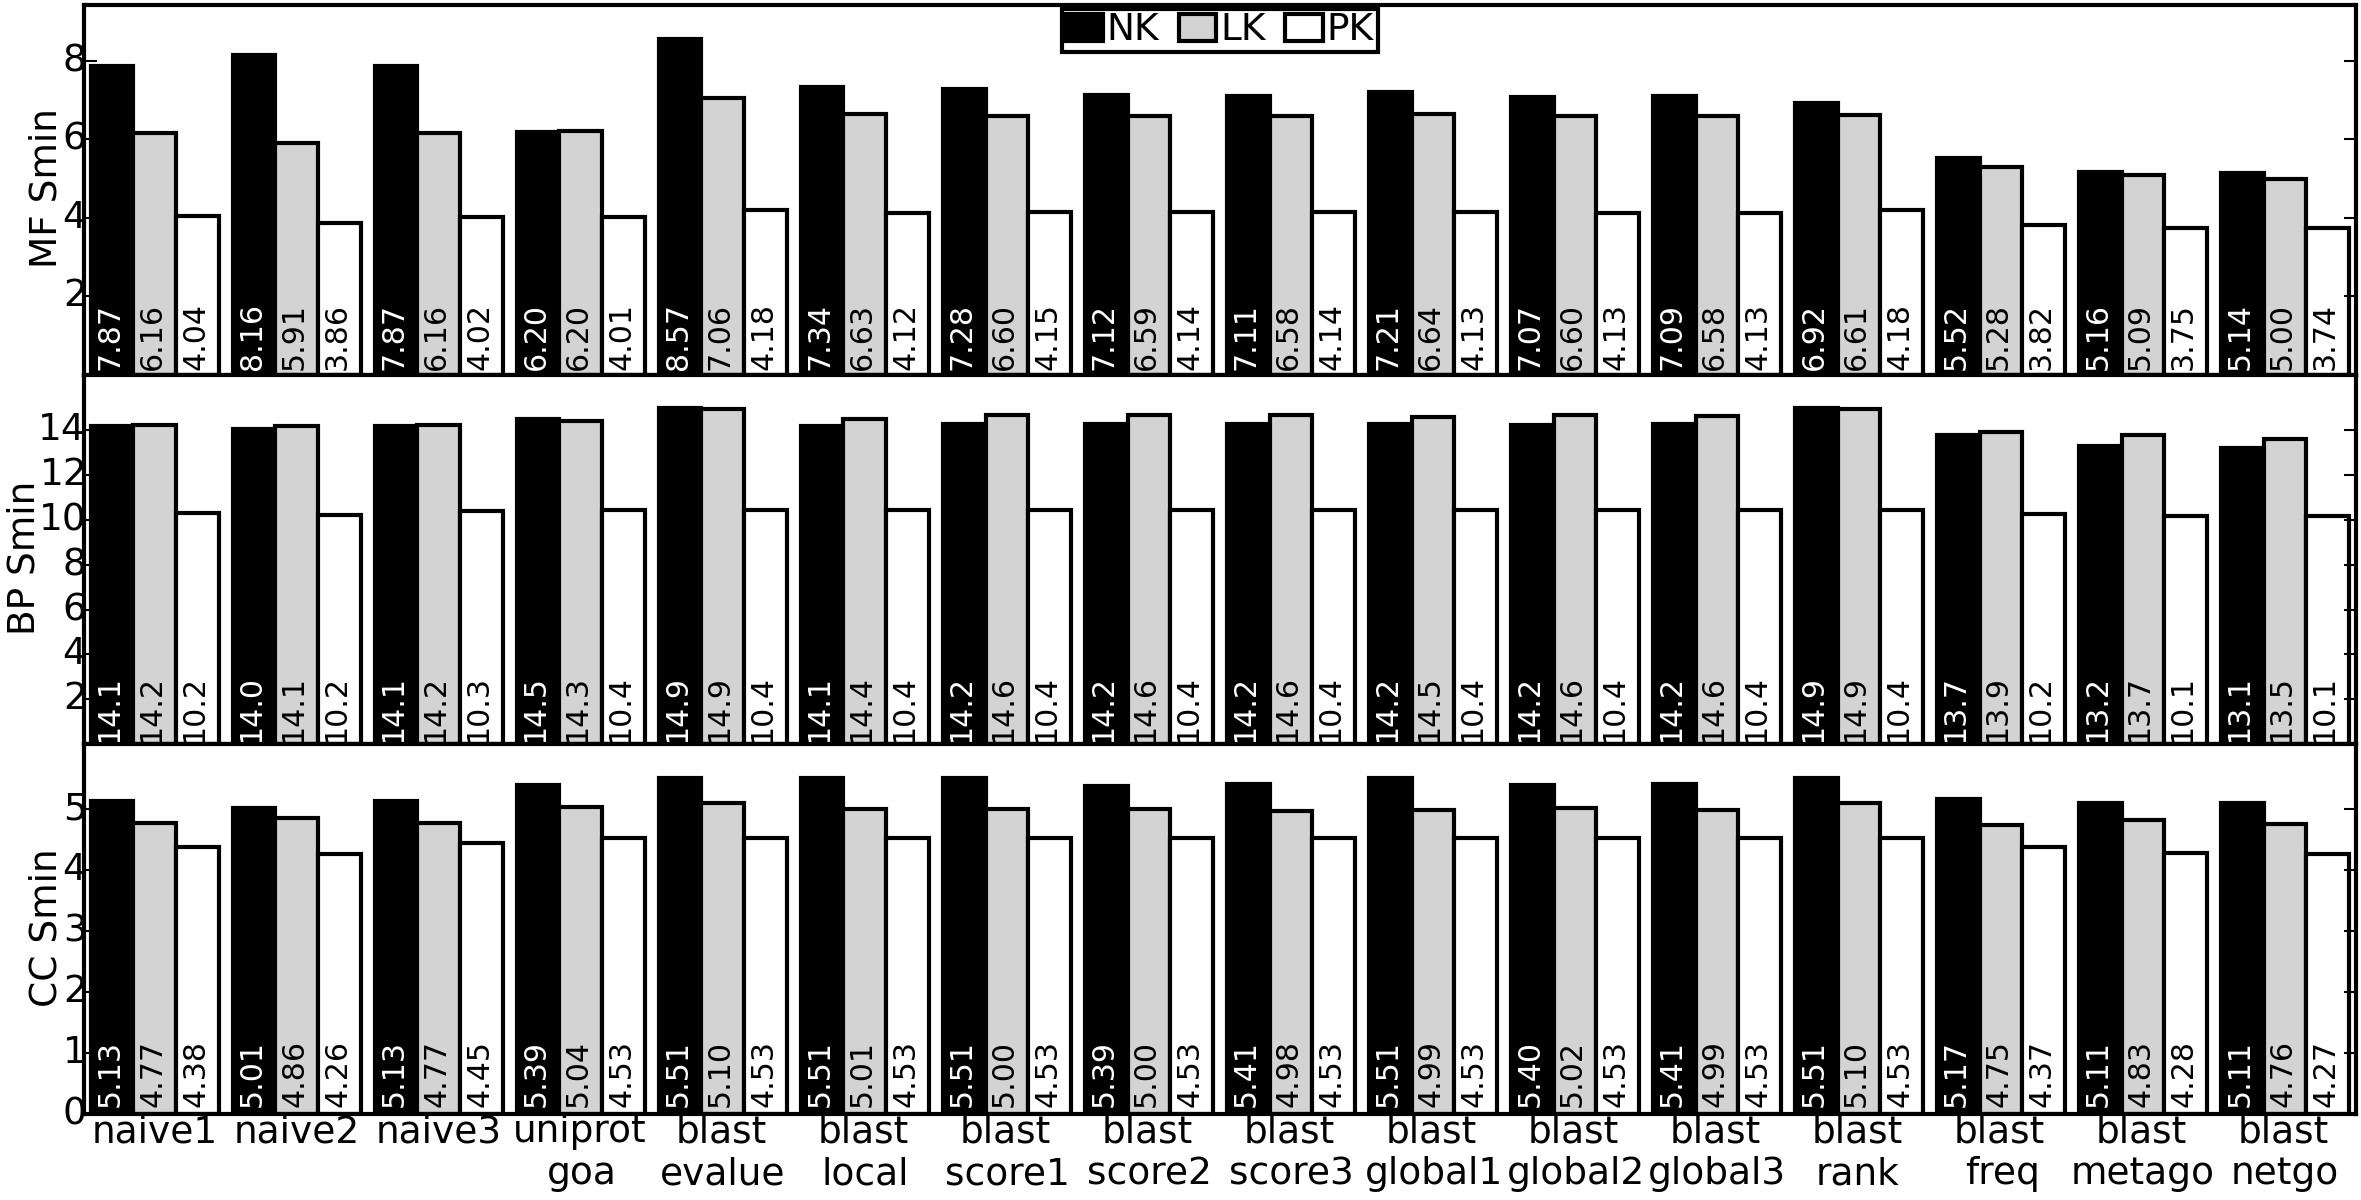 NK LK PK
MF Smin
8
6
4
2
7.87 6.16 4.04 8.16 5.91 3.86 7.87 6.16 4.02 6.20 6.20 4.01 8.57 7.06 4.18 7.34 6.63 4.12 7.28 6.60 4.15 7.12 6.59 4.14 7.11 6.58 4.14 7.21 6.64 4.13 7.07 6.60 4.13 7.09 6.58 4.13 6.92 6.61 4.18 5.52 5.28 3.82 5.16 5.09 3.75 5.14 5.00 3.74
BP Smin
14
12
10
8
6
4
2
14.1 14.2 10.2 14.0 14.1 10.2 14.1 14.2 10.3 14.5 14.3 10.4 14.9 14.9 10.4 14.1 14.4 10.4 14.2 14.6 10.4 14.2 14.6 10.4 14.2 14.6 10.4 14.2 14.5 10.4 14.2 14.6 10.4 14.2 14.6 10.4 14.9 14.9 10.4 13.7 13.9 10.2 13.2 13.7 10.1 13.1 13.5 10.1
CC Smin
5
4
3
2
1
0
5.13 4.77 4.38 5.01 4.86 4.26 5.13 4.77 4.45 5.39 5.04 4.53 5.51 5.10 4.53 5.51 5.01 4.53 5.51 5.00 4.53 5.39 5.00 4.53 5.41 4.98 4.53 5.51 4.99 4.53 5.40 5.02 4.53 5.41 4.99 4.53 5.51 5.10 4.53 5.17 4.75 4.37 5.11 4.83 4.28 5.11 4.76 4.27
naive1 naive2 naive3 uniprot blast blast blast blast blast blast blast blast blast blast blast blast
goa evalue local score1 score2 score3 global1 global2 global3 rank freq metago netgo